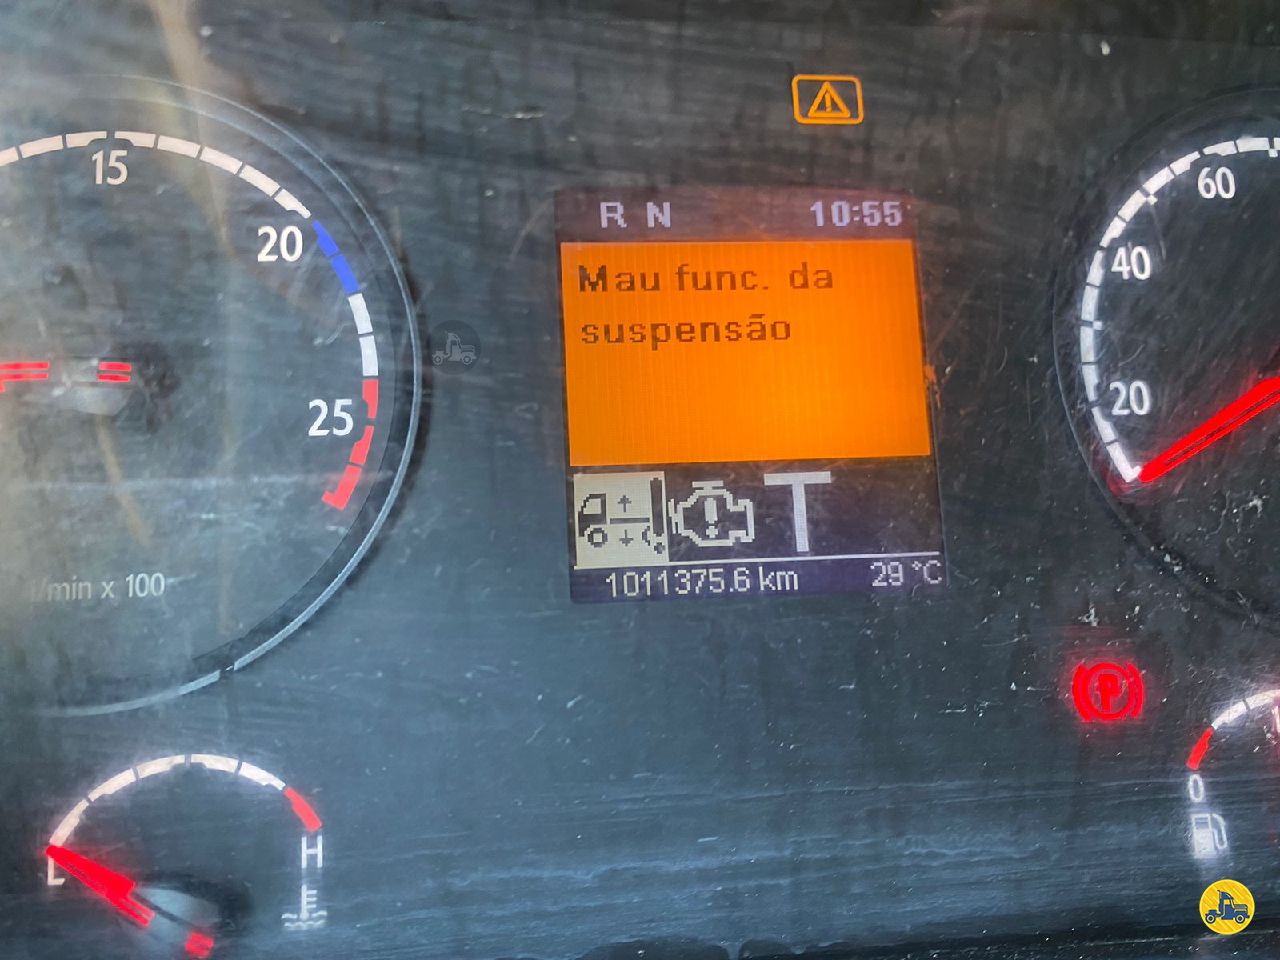 15
20
25
/min x 100
H
E
L
R N 10:55
Mau func. da
suspensão
T
1011375.6 km 29 °C
60
40
20
P
0